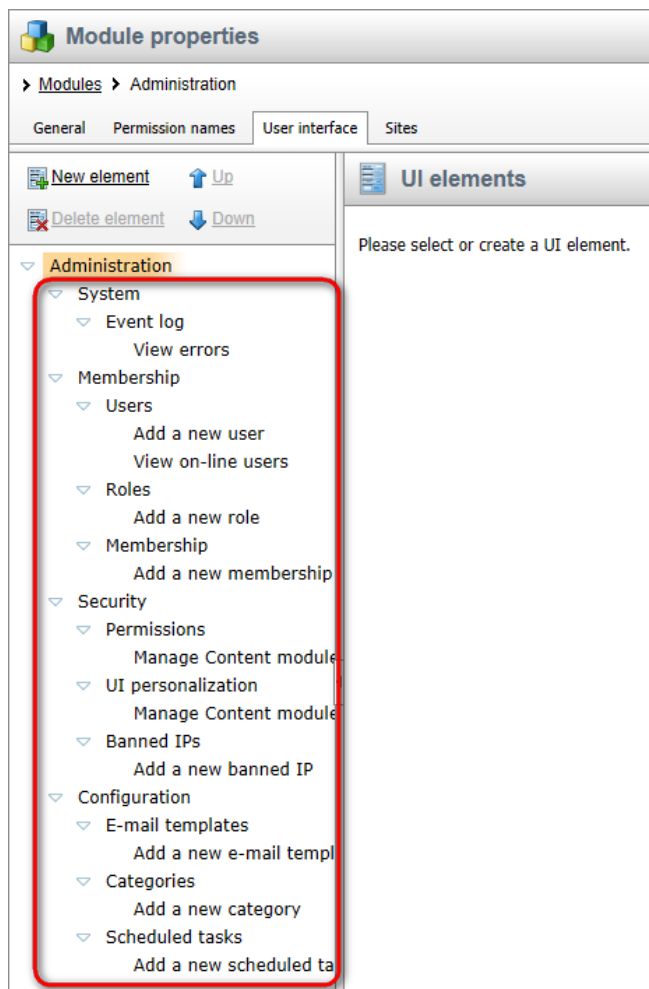 Module properties
Modules Administration
General Permission names User interface Sites
New element Up
Delete element Down
UI elements
Please select or create a UI element.
Administration
System
Event log
View errors
Membership
Users
Add a new user
View on-line users
Roles
Add a new role
Membership
Add a new membership
Security
Permissions
Manage Content module
UI personalization
Manage Content module
Banned IPs
Add a new banned IP
Configuration
E-mail templates
Add a new e-mail templ
Categories
Add a new category
Scheduled tasks
Add a new scheduled ta